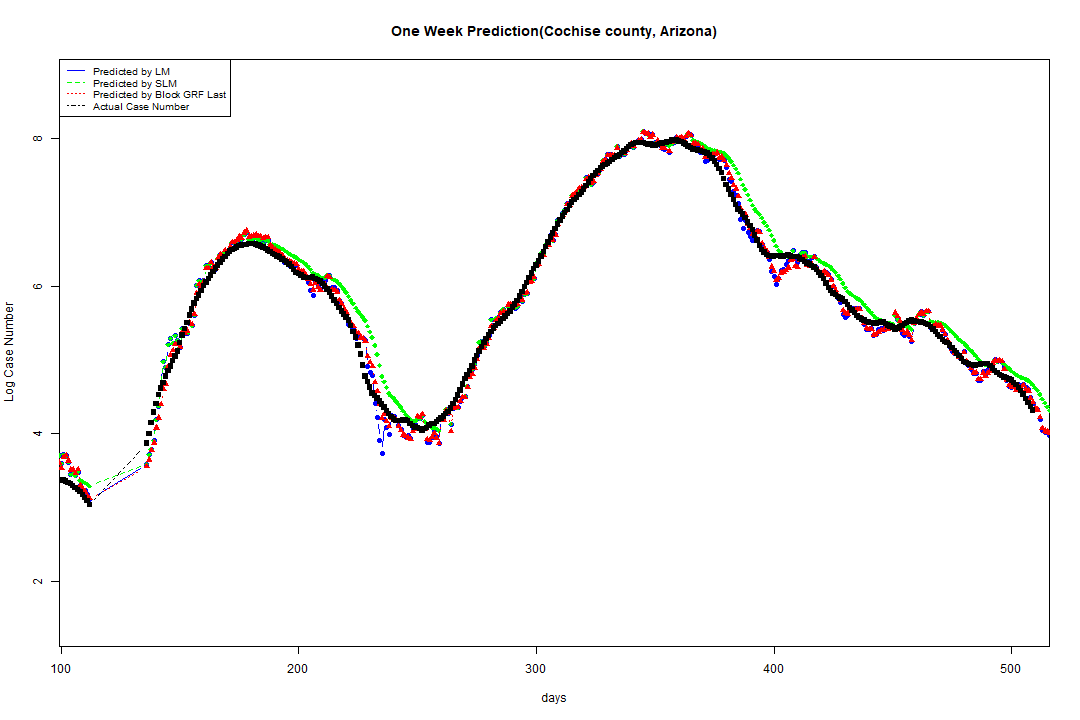 One Week Prediction(Cochise county, Arizona)
Predicted by LM
Predicted by SLM
Predicted by Block GRF Last
Actual Case Number
Log Case Number
8
6
4
2
100 200 300 400 500
days